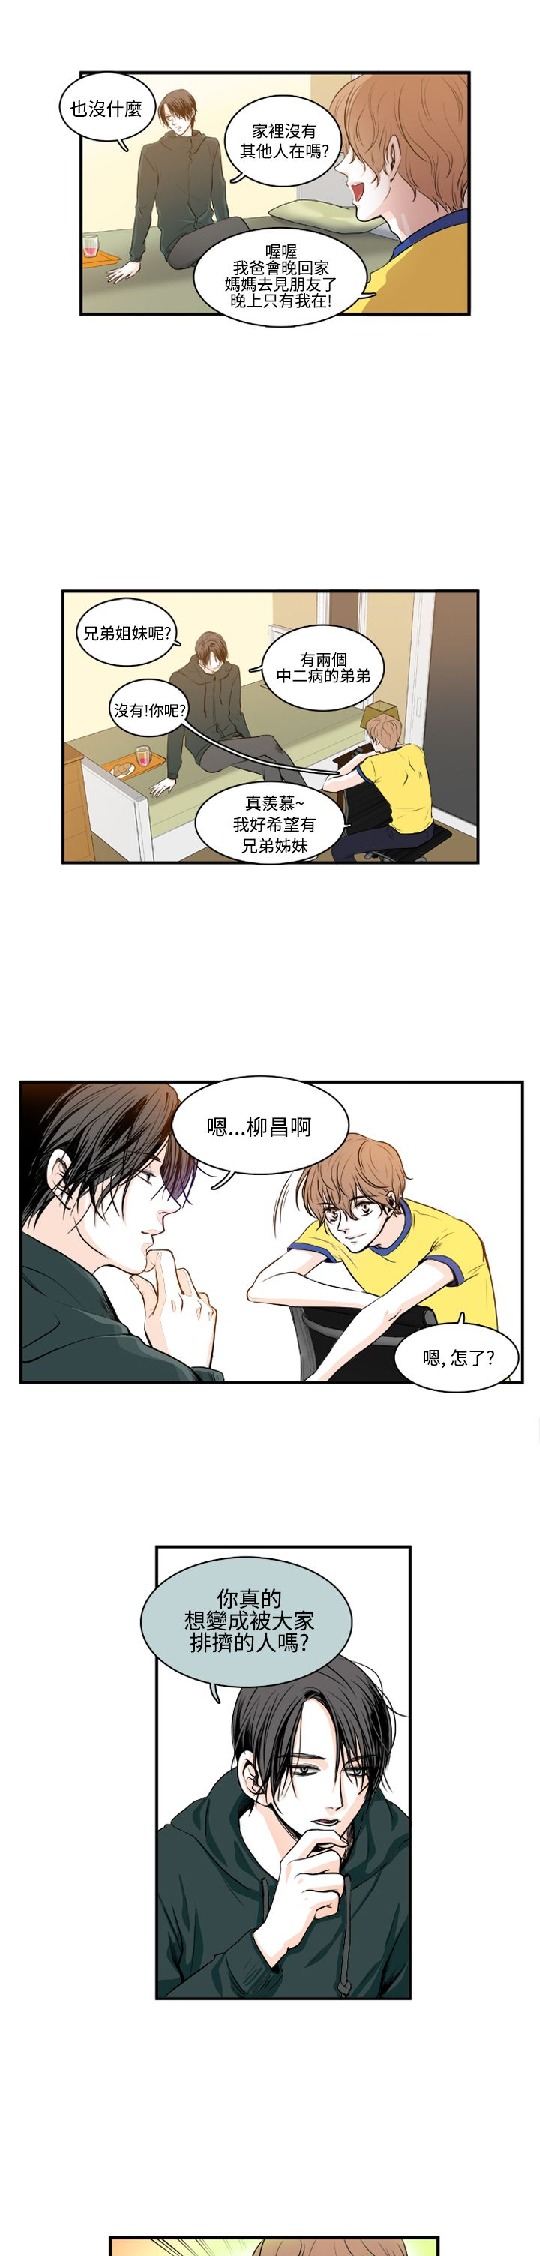 也沒什麼
家裡沒有
其他人在嗎?
喔喔
我爸會晚回家
媽媽去見朋友了
晚上只有我在!
兄弟姐妹呢?
有兩個
中二病的弟弟
沒有!你呢?
真羨慕~
我好希望有
兄弟姊妹
嗯...柳昌啊
嗯, 怎了?
你真的
想變成被大家
排擠的人嗎?